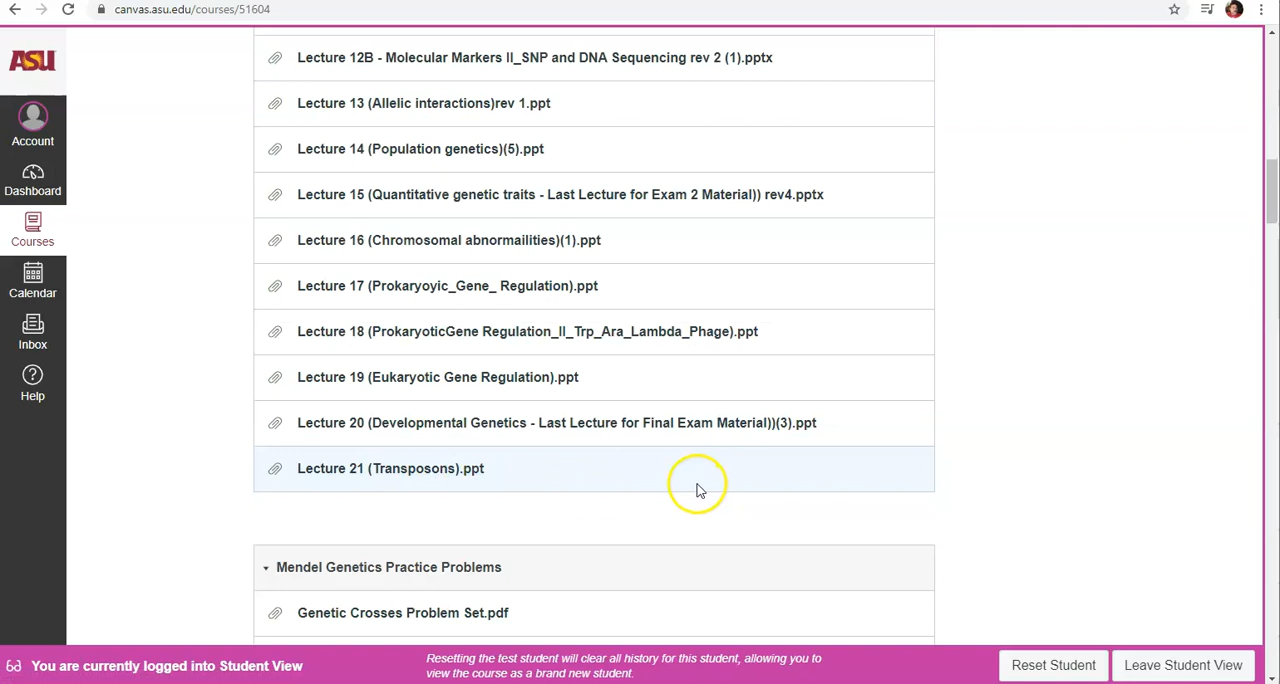 canvas.asu.edu/courses/51604
ASU
Account
Dashboard
Courses
Calendar
Inbox
Help
Lecture 12B - Molecular Markers II_SNP and DNA Sequencing rev 2 (1).pptx
Lecture 13 (Allelic interactions)rev 1.ppt
Lecture 14 (Population genetics)(5).ppt
Lecture 15 (Quantitative genetic traits - Last Lecture for Exam 2 Material)) rev4.pptx
Lecture 16 (Chromosomal abnormailities)(1).ppt
Lecture 17 (Prokaryoyic_Gene_ Regulation).ppt
Lecture 18 (ProkaryoticGene Regulation_II_Trp_Ara_Lambda_Phage).ppt
Lecture 19 (Eukaryotic Gene Regulation).ppt
Lecture 20 (Developmental Genetics - Last Lecture for Final Exam Material))(3).ppt
Lecture 21 (Transposons).ppt
Mendel Genetics Practice Problems
Genetic Crosses Problem Set.pdf
You are currently logged into Student View
Resetting the test student will clear all history for this student, allowing you to
view the course as a brand new student.
Reset Student
Leave Student View